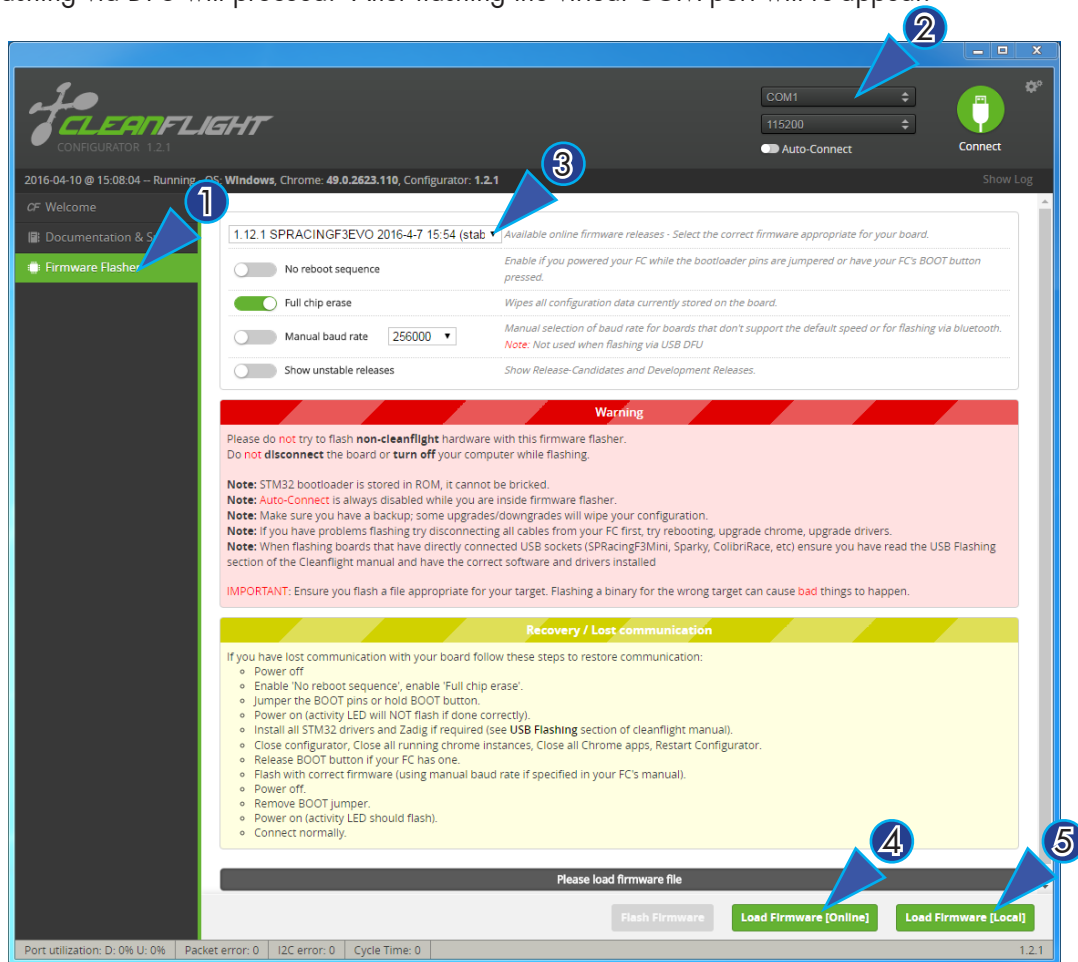 ashing via DFU will proceed. After flashing the virtual COM port will re appear.
2
CLEANFLIGHT
CONFIGURATOR 1.2.1
COM1
115200
Auto-Connect
Connect
3
2016-04-10 @ 15:08:04 -- Running - OS: Windows, Chrome: 49.0.2623.110, Configurator: 1.2.1
Show Log
1
CF Welcome
Documentation & S
Firmware Flasher
1.12.1 SPRACINGF3EVO 2016-4-7 15:54 (stab
Available online firmware releases - Select the correct firmware appropriate for your board.
No reboot sequence
Enable if you powered your FC while the bootloader pins are jumpered or have your FC's BOOT button
pressed.
Full chip erase
Wipes all configuration data currently stored on the board.
Manual baud rate 256000
Manual selection of baud rate for boards that don't support the default speed or for flashing via bluetooth.
Note: Not used when flashing via USB DFU
Show unstable releases
Show Release-Candidates and Development Releases.
Warning
Please do not try to flash non-cleanflight hardware with this firmware flasher.
Do not disconnect the board or turn off your computer while flashing.
Note: STM32 bootloader is stored in ROM, it cannot be bricked.
Note: Auto-Connect is always disabled while you are inside firmware flasher.
Note: Make sure you have a backup; some upgrades/downgrades will wipe your configuration.
Note: If you have problems flashing try disconnecting all cables from your FC first, try rebooting, upgrade chrome, upgrade drivers.
Note: When flashing boards that have directly connected USB sockets (SPRacingF3Mini, Sparky, ColibriRace, etc) ensure you have read the USB Flashing
section of the Cleanflight manual and have the correct software and drivers installed
IMPORTANT: Ensure you flash a file appropriate for your target. Flashing a binary for the wrong target can cause bad things to happen.
Recovery / Lost communication
If you have lost communication with your board follow these steps to restore communication:
Power off
Enable 'No reboot sequence', enable 'Full chip erase'.
Jumper the BOOT pins or hold BOOT button.
Power on (activity LED will NOT flash if done correctly).
Install all STM32 drivers and Zadig if required (see USB Flashing section of cleanflight manual).
Close configurator, Close all running chrome instances, Close all Chrome apps, Restart Configurator.
Release BOOT button if your FC has one.
Flash with correct firmware (using manual baud rate if specified in your FC's manual).
Power off.
Remove BOOT jumper.
Power on (activity LED should flash).
Connect normally.
4
5
Please load firmware file
Flash Firmware
Load Firmware [Online]
Load Firmware [Local]
Port utilization: D: 0% U: 0% Packet error: 0 I2C error: 0 Cycle Time: 0 1.2.1